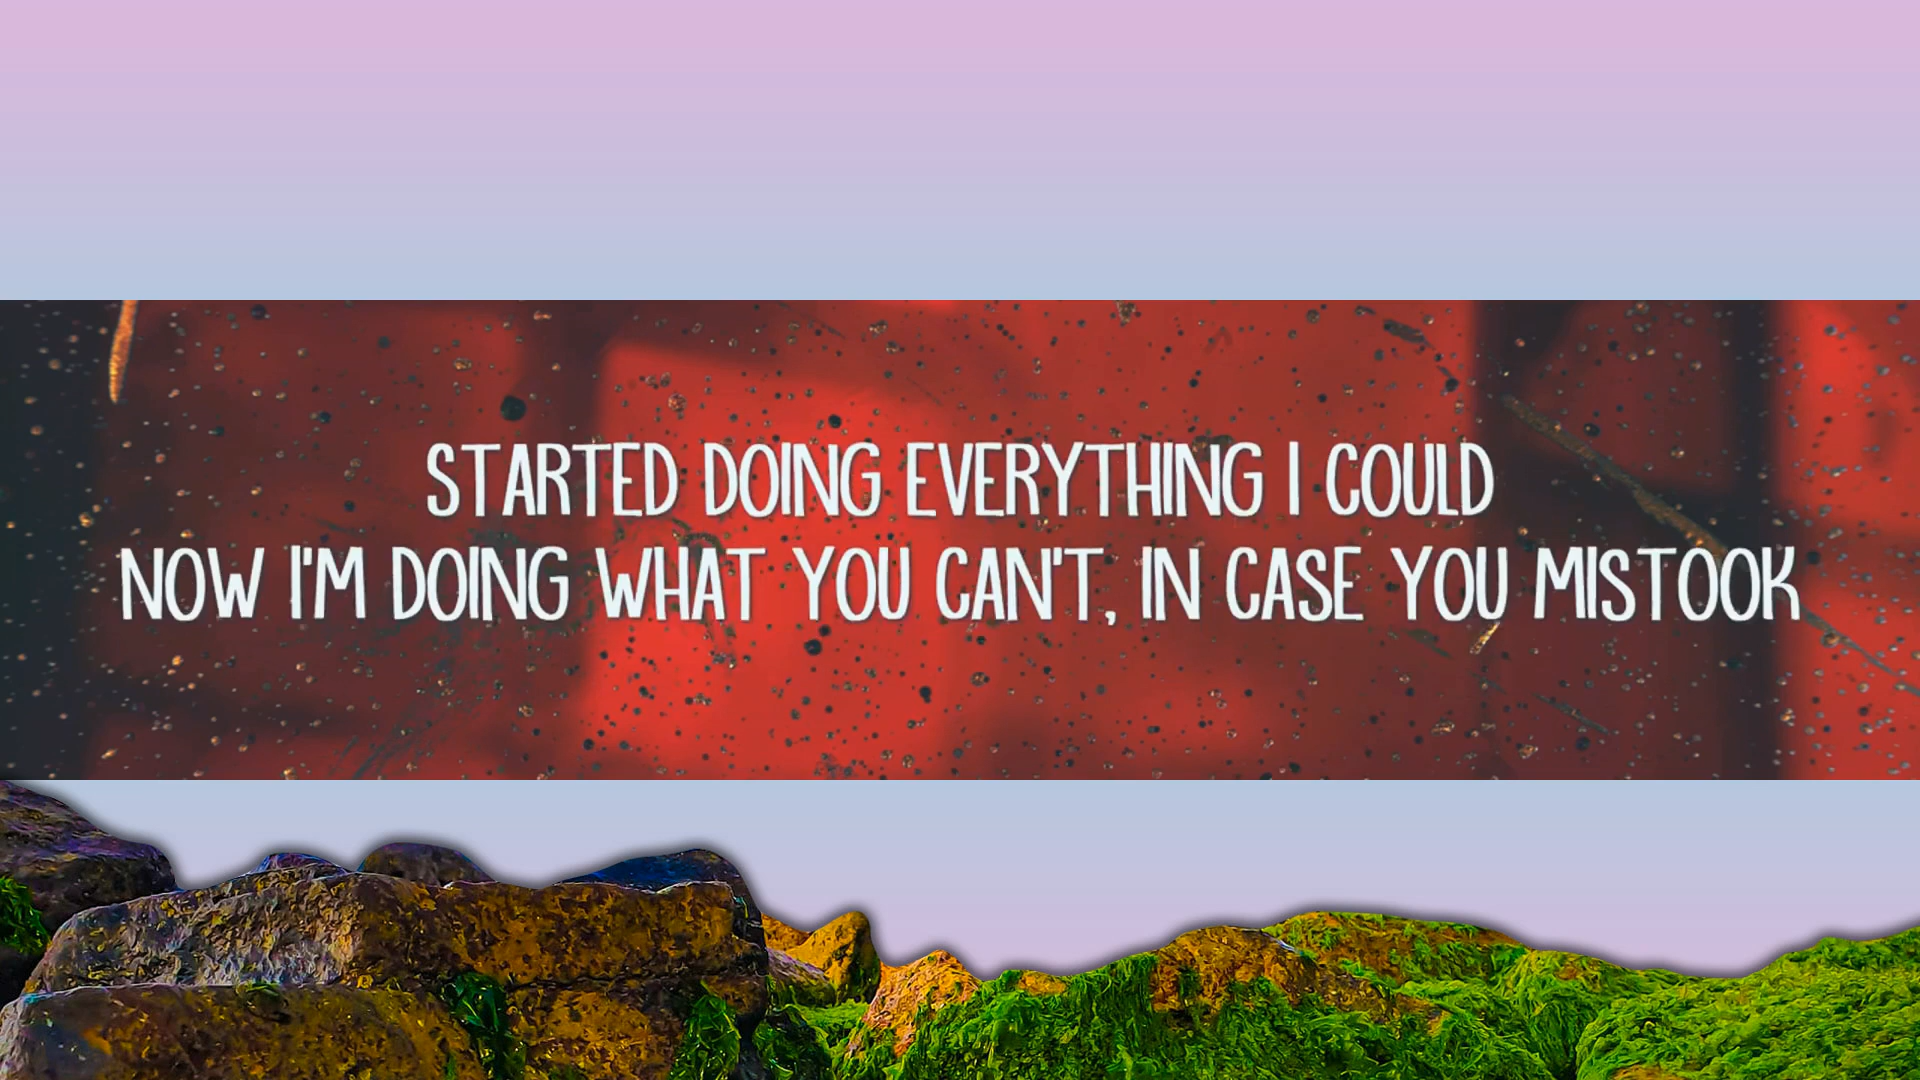 STARTED DOING EVERYTHING I COULD
NOW I'M DOING WHAT YOU CAN'T, IN CASE YOU MISTOOK